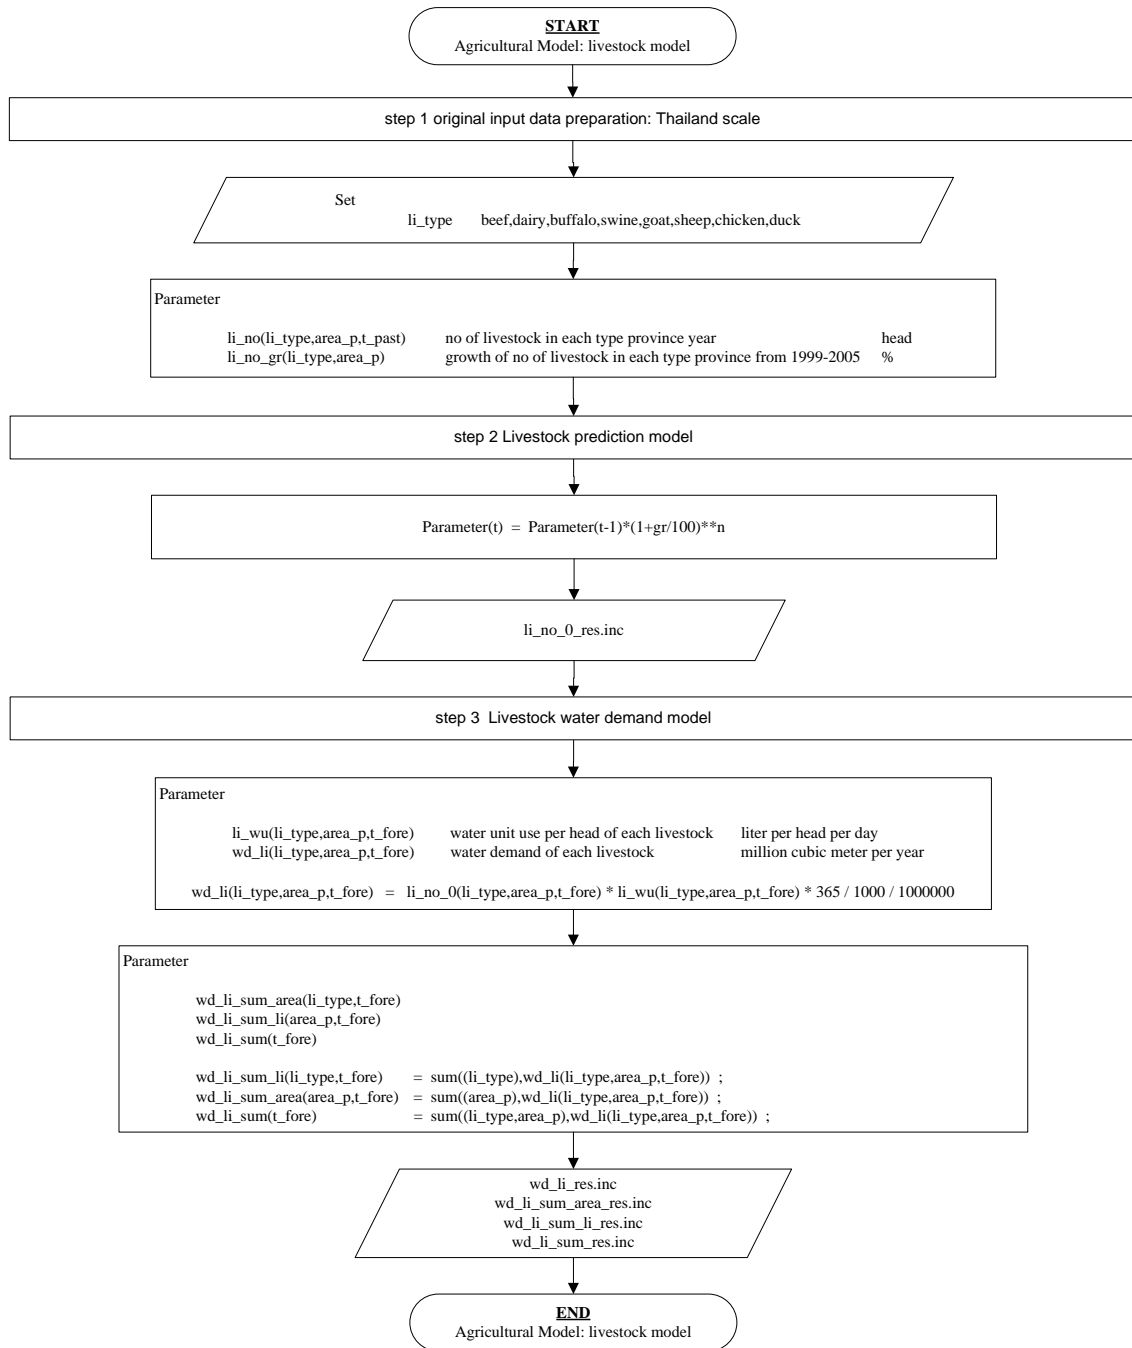 START
Agricultural Model: livestock model
step 1 original input data preparation: Thailand scale
Set
li_type beef,dairy,buffalo,swine,goat,sheep,chicken,duck
Parameter
li_no(li_type,area_p,t_past) no of livestock in each type province year head
li_no_gr(li_type,area_p) growth of no of livestock in each type province from 1999-2005 %
step 2 Livestock prediction model
Parameter(t) = Parameter(t-1)*(1+gr/100)**n
li_no_0_res.inc
step 3 Livestock water demand model
Parameter
li_wu(li_type,area_p,t_fore) water unit use per head of each livestock liter per head per day
wd_li(li_type,area_p,t_fore) water demand of each livestock million cubic meter per year
wd_li(li_type,area_p,t_fore) = li_no_0(li_type,area_p,t_fore) * li_wu(li_type,area_p,t_fore) * 365 / 1000 / 1000000
Parameter
wd_li_sum_area(li_type,t_fore)
wd_li_sum_li(area_p,t_fore)
wd_li_sum(t_fore)
wd_li_sum_li(li_type,t_fore) = sum((li_type),wd_li(li_type,area_p,t_fore)) ;
wd_li_sum_area(area_p,t_fore) = sum((area_p),wd_li(li_type,area_p,t_fore)) ;
wd_li_sum(t_fore) = sum((li_type,area_p),wd_li(li_type,area_p,t_fore)) ;
wd_li_res.inc
wd_li_sum_area_res.inc
wd_li_sum_li_res.inc
wd_li_sum_res.inc
END
Agricultural Model: livestock model